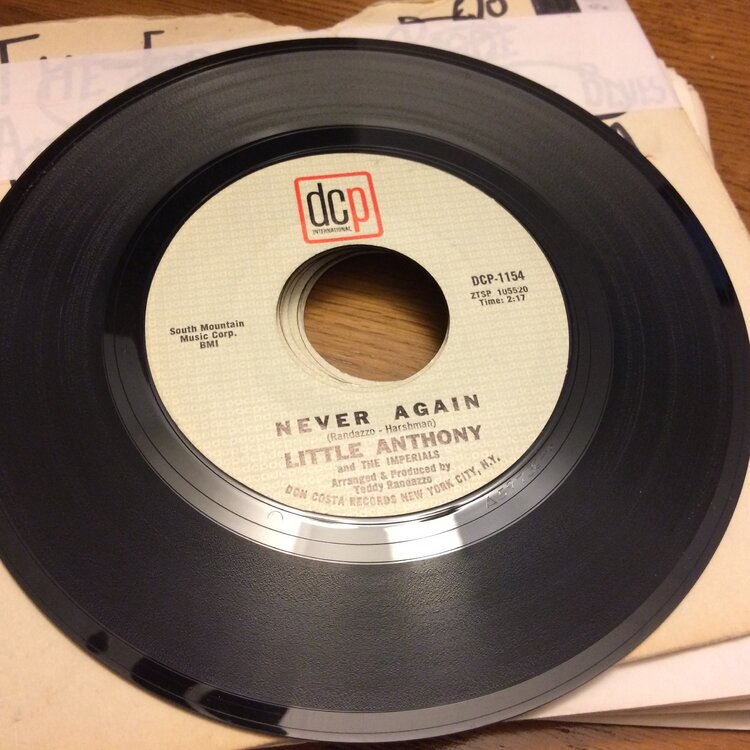 dcp
INTERNATIONAL
DCP-1154
ZTSP 105520
Time: 2:17
South Mountain
Music Corp.
BMI
NEVER AGAIN
(Randazzo - Harshman)
LITTLE ANTHONY
and THE IMPERIALS
Arranged & Produced by
Teddy Randazzo
DON COSTA RECORDS NEW YORK CITY, N.Y.